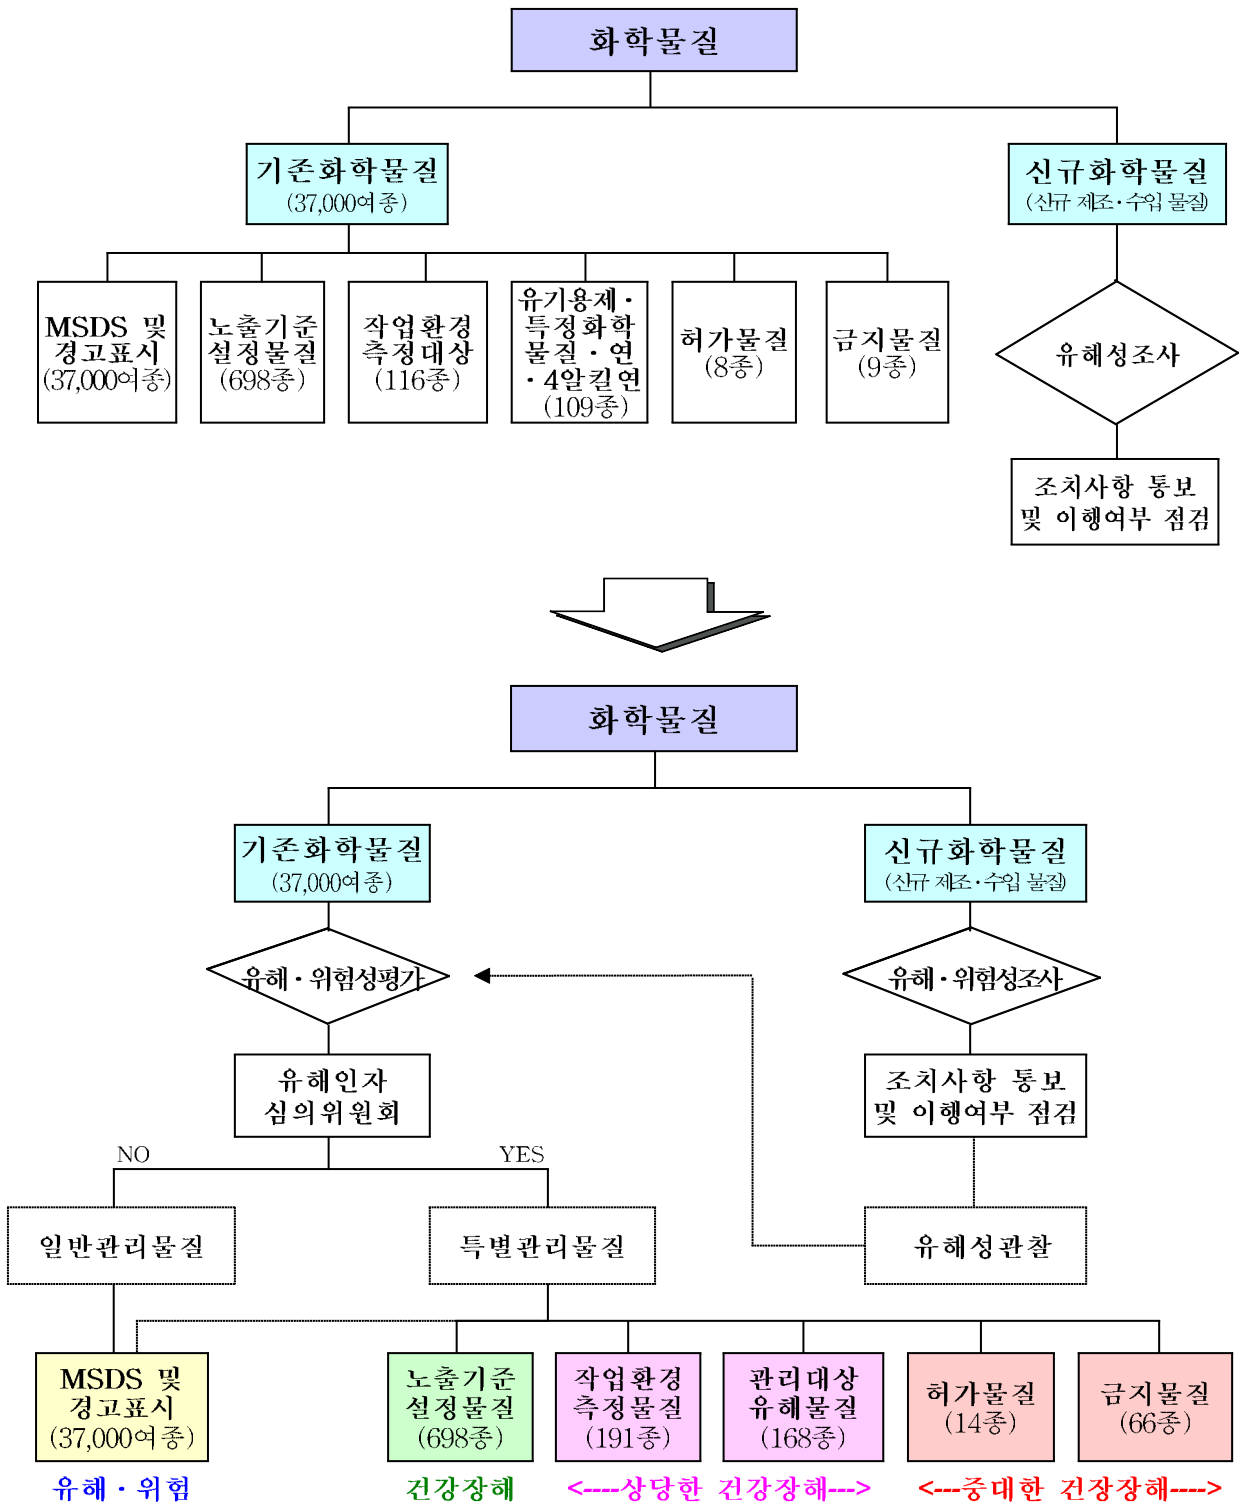 화학물질
기존화학물질
(37,000여종)
신규화학물질
(신규 제조·수입 물질)
MSDS 및
경고표시
(37,000여종)
노출기준
설정물질
(698종)
작업환경
측정대상
(116종)
유기용제·
특정화학
물질·연
·4알킬연
(109종)
허가물질
(8종)
금지물질
(9종)
유해성조사
조치사항 통보
및 이행여부 점검
화학물질
기존화학물질
(37,000여종)
신규화학물질
(신규 제조·수입 물질)
유해·위험성평가
유해·위험성조사
유해인자
심의위원회
조치사항 통보
및 이행여부 점검
NO
YES
일반관리물질
특별관리물질
유해성관찰
MSDS 및
경고표시
(37,000여종)
노출기준
설정물질
(698종)
작업환경
측정물질
(191종)
관리대상
유해물질
(168종)
허가물질
(14종)
금지물질
(66종)
유해·위험
건강장해
<----상당한 건강장해--->
<---중대한 건장장해---->